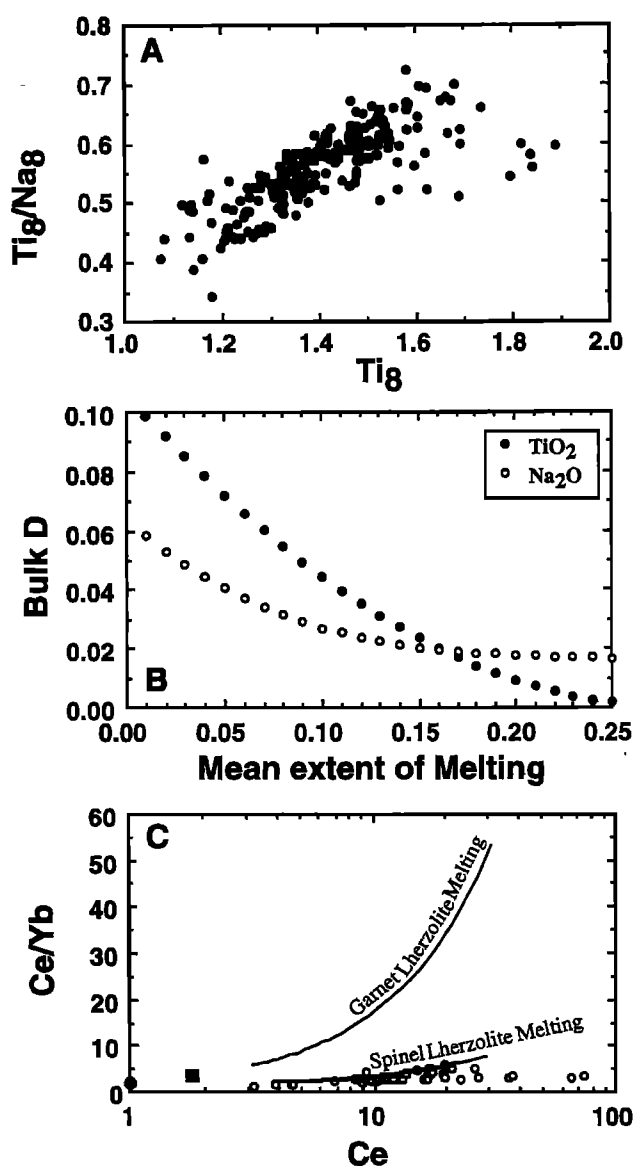 A
0.8
0.7
0.6
0.5
0.4
0.3
Ti8/Na8
1.0 1.2 1.4 1.6 1.8 2.0
Ti8
0.10
0.08
0.06
0.04
0.02
0.00
Bulk D
TiO2
Na2O
B
0.00 0.05 0.10 0.15 0.20 0.25
Mean extent of Melting
C
60
50
40
30
20
10
0
Ce/Yb
Garnet Lherzolite Melting
Spinel Lherzolite Melting
1 10 100
Ce